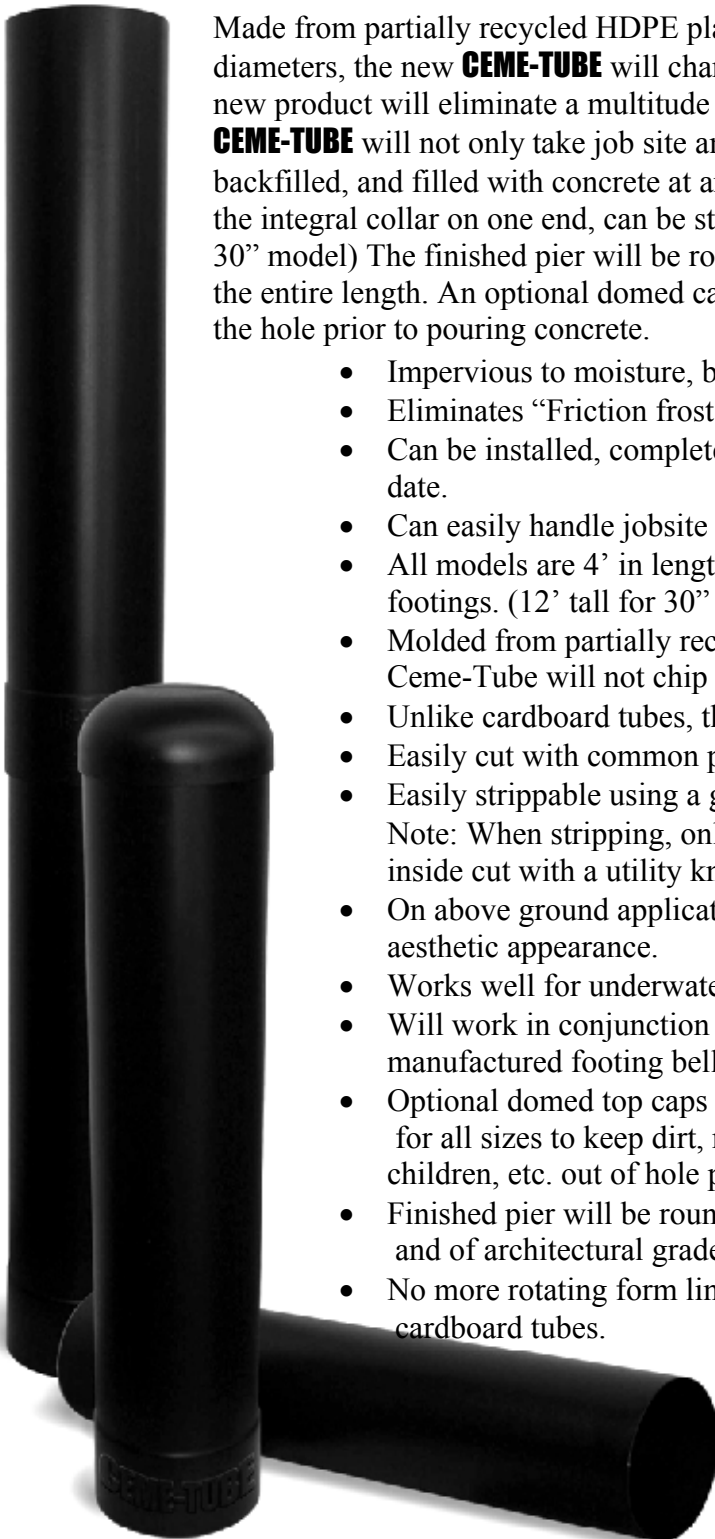 Made from partially recycled HDPE pla
diameters, the new CEME-TUBE will chan
new product will eliminate a multitude
CEME-TUBE will not only take job site a
backfilled, and filled with concrete at a
the integral collar on one end, can be st
30” model) The finished pier will be ro
the entire length. An optional domed ca
the hole prior to pouring concrete.
• Impervious to moisture, b
• Eliminates “Friction frost
• Can be installed, complete
date.
• Can easily handle jobsite
• All models are 4’ in lengt
footings. (12’ tall for 30”
• Molded from partially rec
Ceme-Tube will not chip
• Unlike cardboard tubes, th
• Easily cut with common p
• Easily strippable using a g
Note: When stripping, onl
inside cut with a utility kn
• On above ground applicat
aesthetic appearance.
• Works well for underwate
• Will work in conjunction
manufactured footing bell
• Optional domed top caps
for all sizes to keep dirt, r
children, etc. out of hole p
• Finished pier will be roun
and of architectural grade
• No more rotating form lin
cardboard tubes.
CEME-TUBE